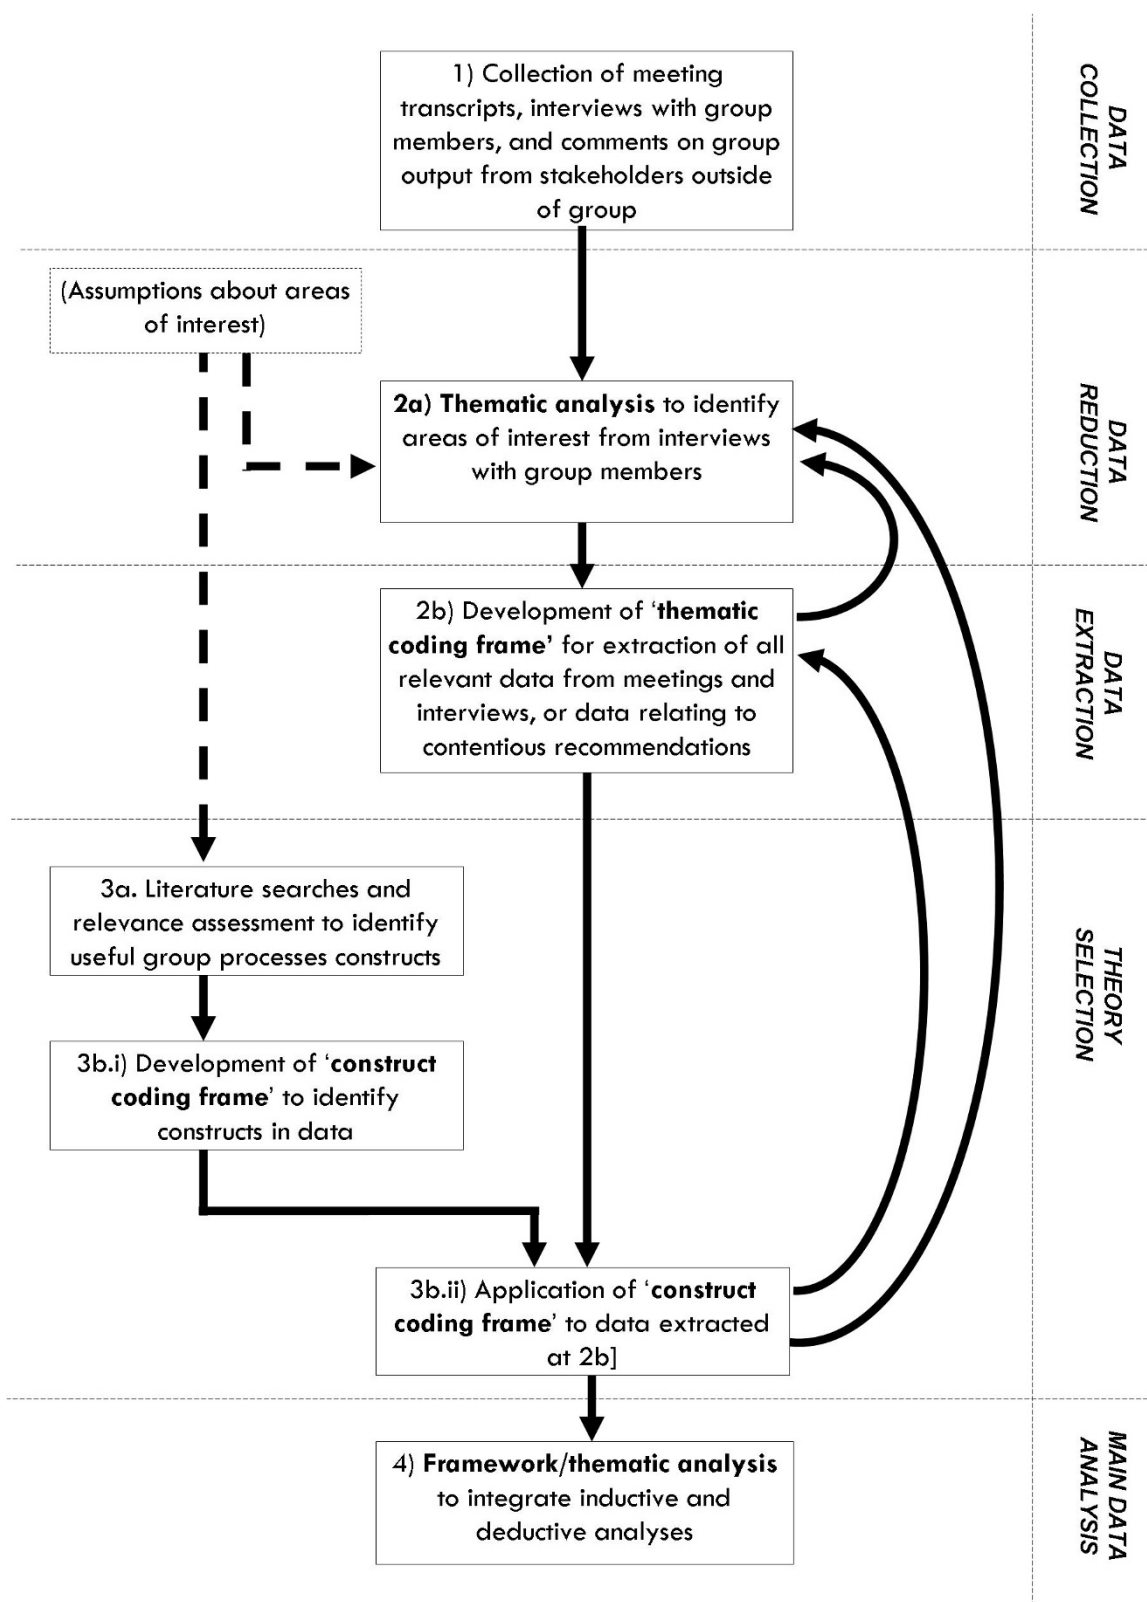 1) Collection of meeting
transcripts, interviews with group
members, and comments on group
output from stakeholders outside
of group
DATA
COLLECTION
(Assumptions about areas
of interest)
2a) Thematic analysis to identify
areas of interest from interviews
with group members
DATA
REDUCTION
2b) Development of ‘thematic
coding frame’ for extraction of all
relevant data from meetings and
interviews, or data relating to
contentious recommendations
DATA
EXTRACTION
3a. Literature searches and
relevance assessment to identify
useful group processes constructs
3b.i) Development of ‘construct
coding frame’ to identify
constructs in data
3b.ii) Application of ‘construct
coding frame’ to data extracted
at 2b]
THEORY
SELECTION
4) Framework/thematic analysis
to integrate inductive and
deductive analyses
MAIN DATA
ANALYSIS